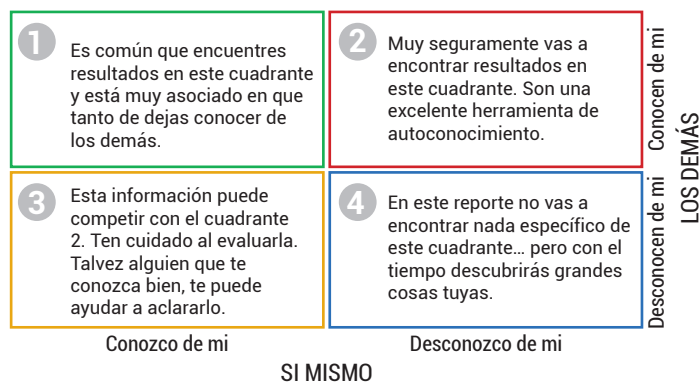 1
Es común que encuentres
resultados en este cuadrante
y está muy asociado en que
tanto de dejas conocer de
los demás.
2
Muy seguramente vas a
encontrar resultados en
este cuadrante. Son una
excelente herramienta de
autoconocimiento.
Conocen de mi
3
Esta información puede
competir con el cuadrante
2. Ten cuidado al evaluarla.
Talvez alguien que te
conozca bien, te puede
ayudar a aclararlo.
4
En este reporte no vas a
encontrar nada específico de
este cuadrante... pero con el
tiempo descubrirás grandes
cosas tuyas.
Desconocen de mi
LOS DEMÁS
Conozco de mi
Desconozco de mi
SI MISMO